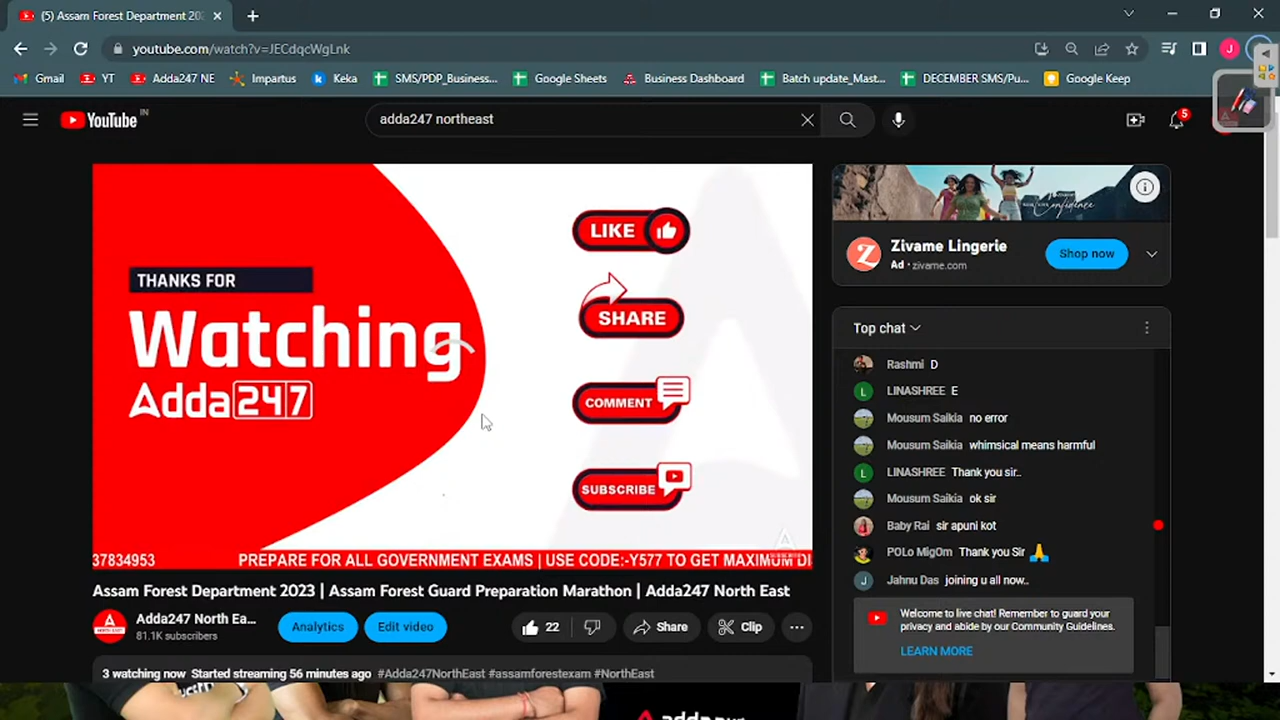 (5) Assam Forest Department 202
youtube.com/watch?v=JECdqcWgLnk
J
Gmail YT Adda247 NE Impartus Keka SMS/PDP_Business... Google Sheets Business Dashboard Batch update_Mast... DECEMBER SMS/Pu... Google Keep
YouTube IN
adda247 northeast
5
THANKS FOR
Watching
Adda247
LIKE
SHARE
COMMENT
SUBSCRIBE
37834953 PREPARE FOR ALL GOVERNMENT EXAMS | USE CODE:-Y577 TO GET MAXIMUM DI
Assam Forest Department 2023 | Assam Forest Guard Preparation Marathon | Adda247 North East
Adda247 North Ea...
81.1K subscribers
Analytics
Edit video
22
Share
Clip
3 watching now Started streaming 56 minutes ago #Adda247NorthEast #assamforestexam #NorthEast
Confidence
Zivame Lingerie
Ad · zivame.com
Shop now
Top chat
Rashmi D
L LINASHREE E
Mousum Saikia no error
Mousum Saikia whimsical means harmful
L LINASHREE Thank you sir..
Mousum Saikia ok sir
Baby Rai sir apuni kot
POLo MigOm Thank you Sir 🙏
J Jahnu Das joining u all now..
Welcome to live chat! Remember to guard your
privacy and abide by our Community Guidelines.
LEARN MORE